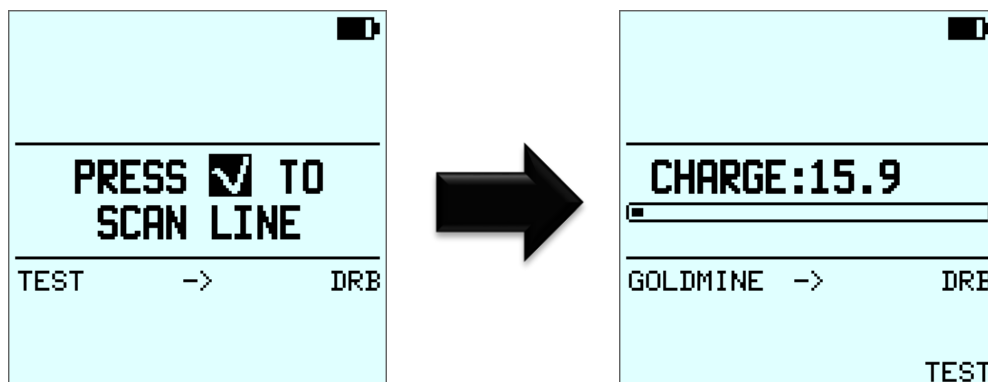 PRESS ✓ TO
SCAN LINE
TEST -> DRB
CHARGE:15.9
GOLDMINE -> DRB
TEST